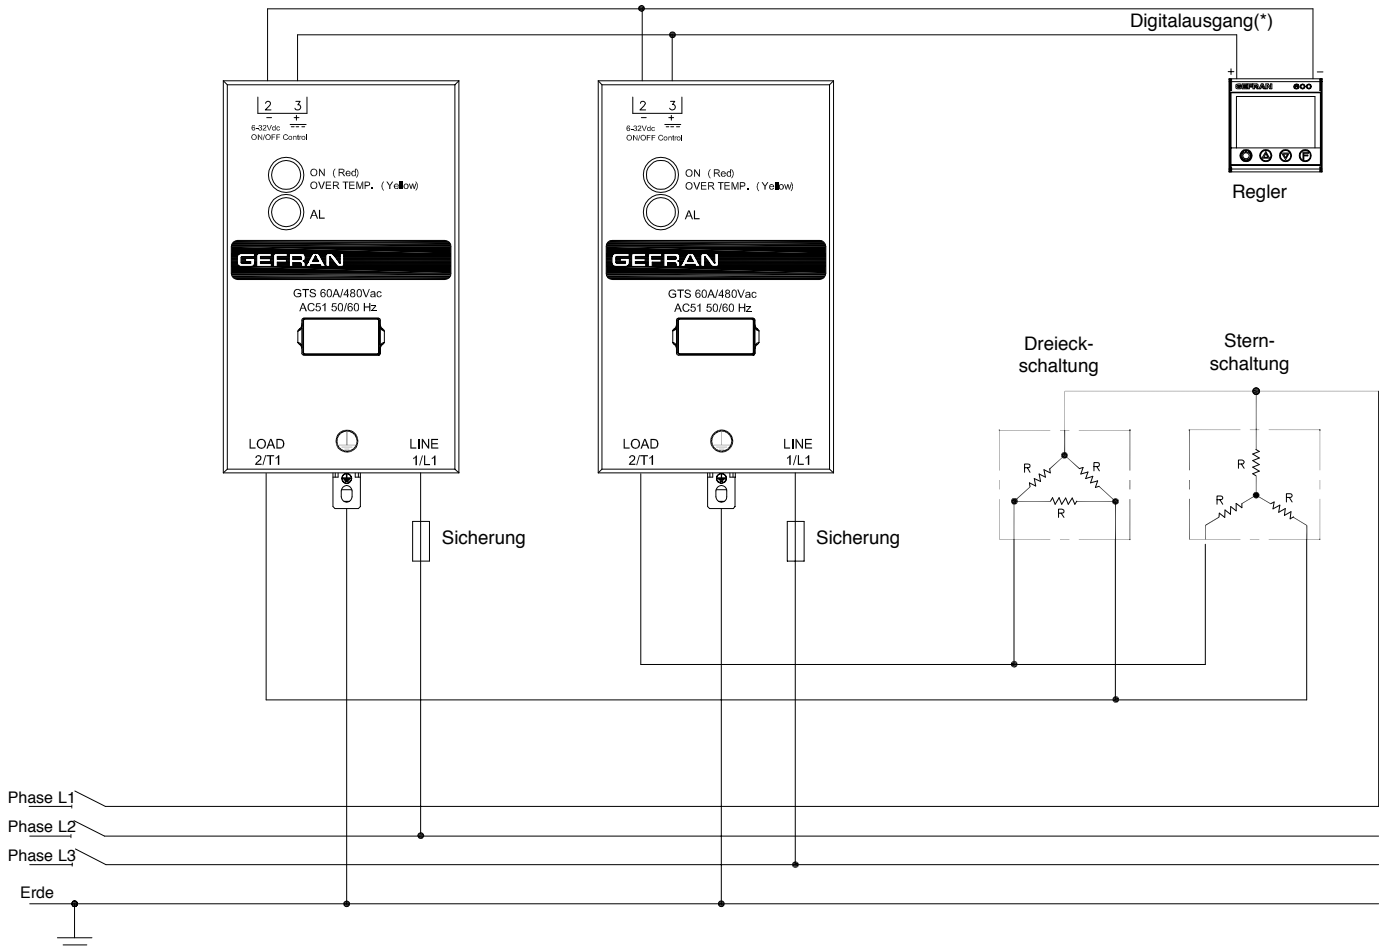 Digitalausgang(*)
+ −
GEFRAN 600
F
Regler
2 3
− +
6-32Vdc
ON/OFF Control
ON (Red)
OVER TEMP. (Yellow)
AL
GEFRAN
GTS 60A/480Vac
AC51 50/60 Hz
LOAD LINE
2/T1 1/L1
Sicherung
2 3
− +
6-32Vdc
ON/OFF Control
ON (Red)
OVER TEMP. (Yellow)
AL
GEFRAN
GTS 60A/480Vac
AC51 50/60 Hz
LOAD LINE
2/T1 1/L1
Sicherung
Dreieck-
schaltung
R R
R
Stern-
schaltung
R
R R
Phase L1
Phase L2
Phase L3
Erde